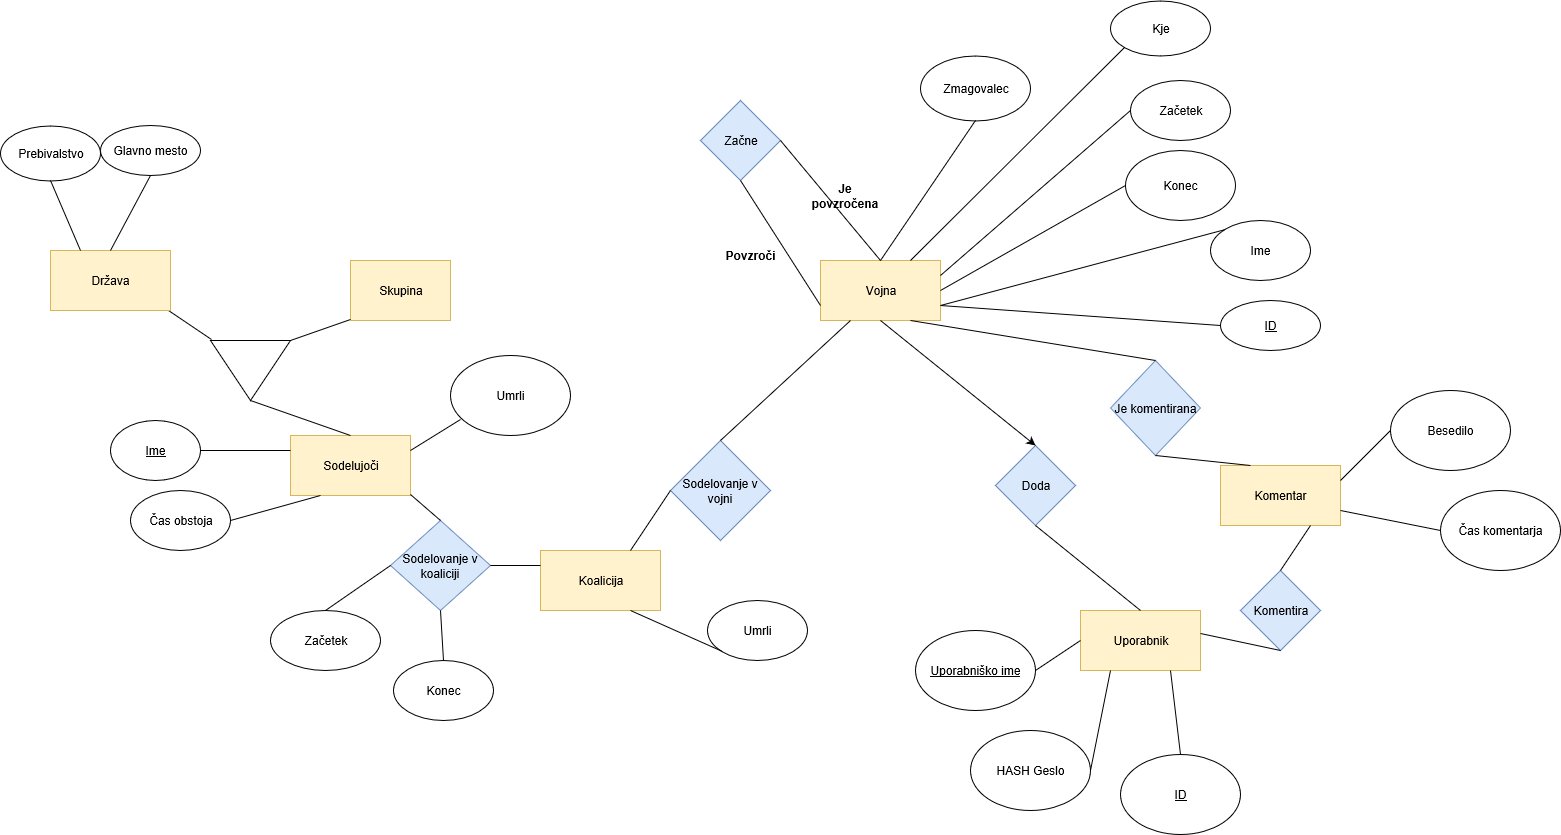 Kje
Zmagovalec
Začetek
Začne
Prebivalstvo
Glavno mesto
Konec
Je
povzročena
Ime
Povzroči
Država
Skupina
Vojna
ID
Umrli
Je komentirana
Besedilo
Ime
Sodelujoči
Sodelovanje v
vojni
Doda
Komentar
Čas obstoja
Čas komentarja
Sodelovanje v
koaliciji
Koalicija
Komentira
Začetek
Umrli
Uporabnik
Uporabniško ime
Konec
HASH Geslo
ID